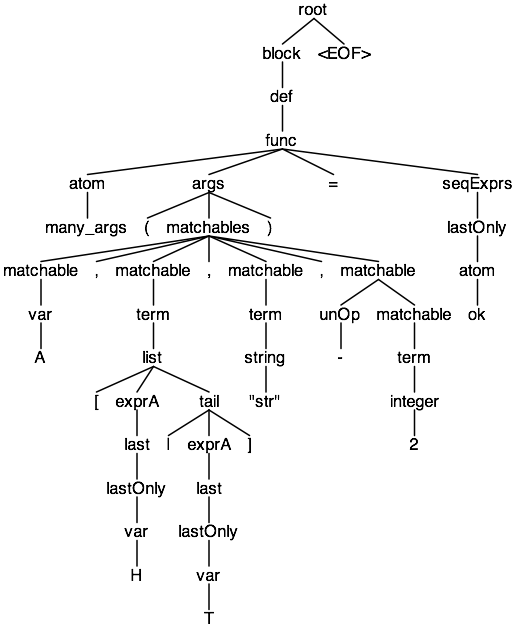 root
block <EOF>
def
func
atom args = seqExprs
many_args ( matchables ) lastOnly
matchable , matchable , matchable , matchable atom
var term term unOp matchable ok
A list string - term
[ exprA tail "str" integer
last | exprA ] 2
lastOnly last
var lastOnly
H var
T